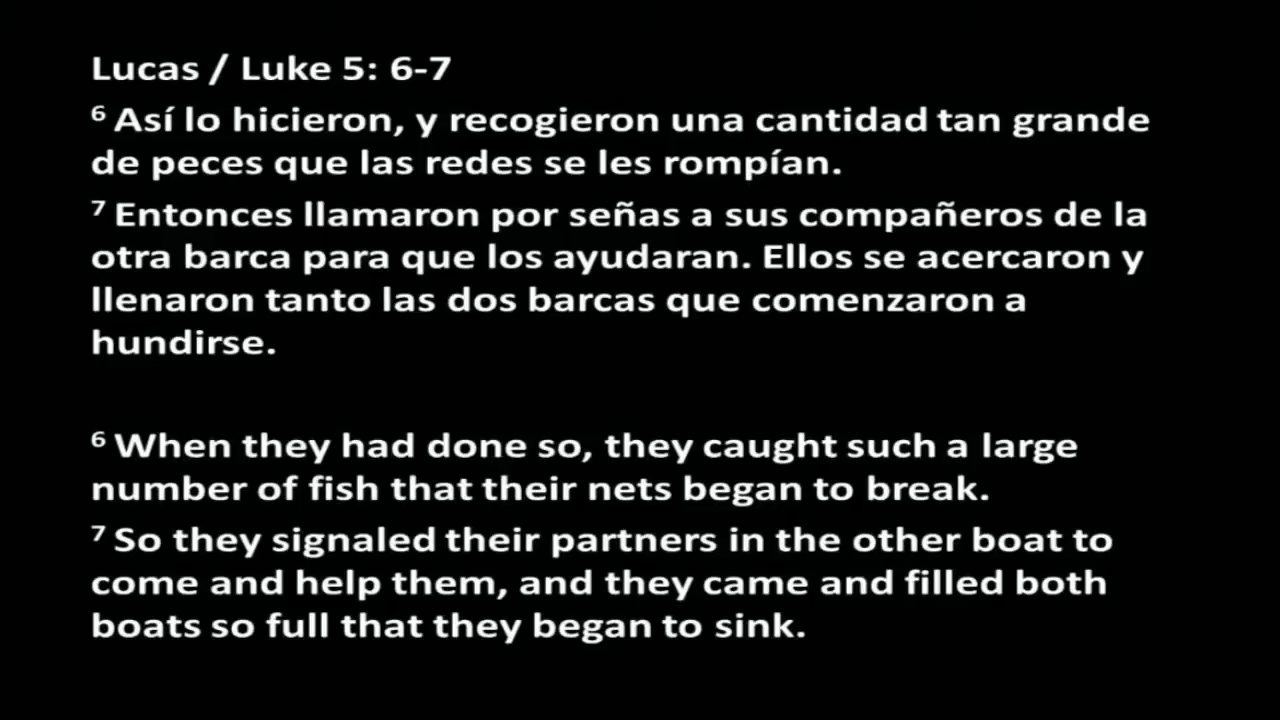 Lucas / Luke 5: 6-7
⁶ Así lo hicieron, y recogieron una cantidad tan grande
de peces que las redes se les rompían.
⁷ Entonces llamaron por señas a sus compañeros de la
otra barca para que los ayudaran. Ellos se acercaron y
llenaron tanto las dos barcas que comenzaron a
hundirse.
⁶ When they had done so, they caught such a large
number of fish that their nets began to break.
⁷ So they signaled their partners in the other boat to
come and help them, and they came and filled both
boats so full that they began to sink.